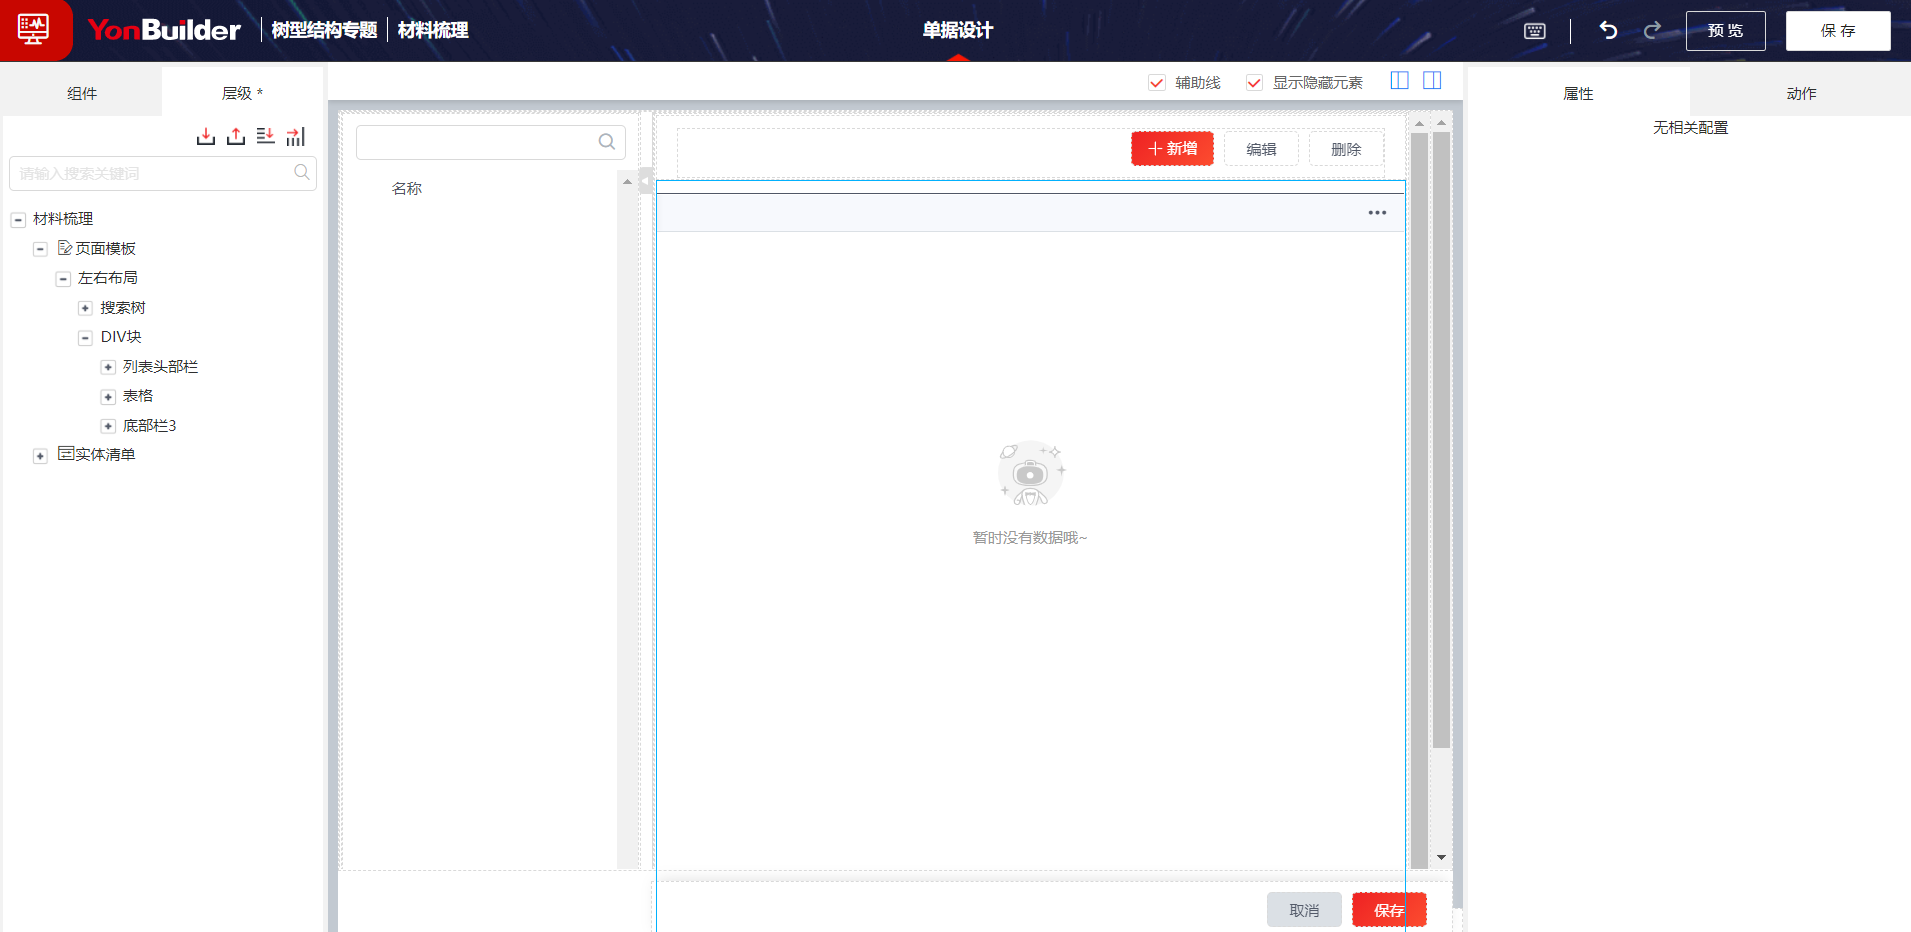 YonBuilder 树型结构专题 材料梳理 单据设计 预 览 保 存
组件 层级 * 辅助线 显示隐藏元素 属性 动作
无相关配置
请输入搜索关键词
材料梳理
页面模板
左右布局
搜索树
DIV块
列表头部栏
表格
底部栏3
实体清单
名称
新增 编辑 删除
暂时没有数据哦~
取消 保存